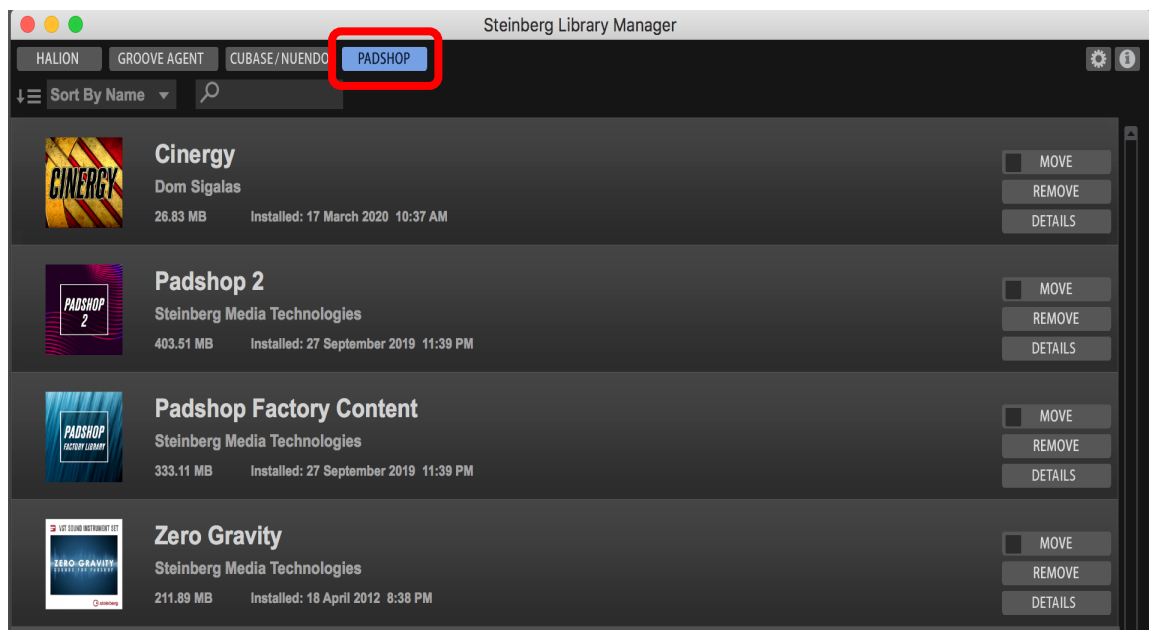 Steinberg Library Manager
HALION GROOVE AGENT CUBASE/NUENDO PADSHOP
Sort By Name
CINERGY
Cinergy
Dom Sigalas
26.83 MB Installed: 17 March 2020 10:37 AM
MOVE
REMOVE
DETAILS
PADSHOP
2
Padshop 2
Steinberg Media Technologies
403.51 MB Installed: 27 September 2019 11:39 PM
MOVE
REMOVE
DETAILS
PADSHOP
FACTORY LIBRARY
Padshop Factory Content
Steinberg Media Technologies
333.11 MB Installed: 27 September 2019 11:39 PM
MOVE
REMOVE
DETAILS
VST SOUND INSTRUMENT SET
ZERO GRAVITY
SOUNDS FOR PADSHOP
steinberg
Zero Gravity
Steinberg Media Technologies
211.89 MB Installed: 18 April 2012 8:38 PM
MOVE
REMOVE
DETAILS